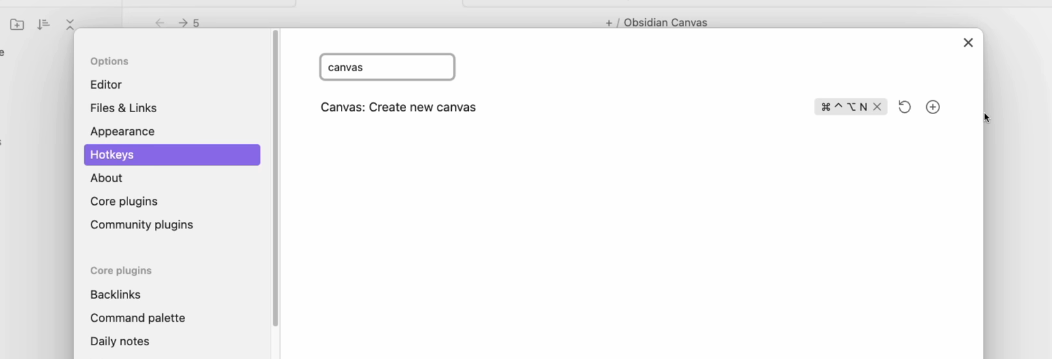 5
+ / Obsidian Canvas
e
s
Options
Editor
Files & Links
Appearance
Hotkeys
About
Core plugins
Community plugins
Core plugins
Backlinks
Command palette
Daily notes
canvas
Canvas: Create new canvas
⌘ ^ ⌥ N